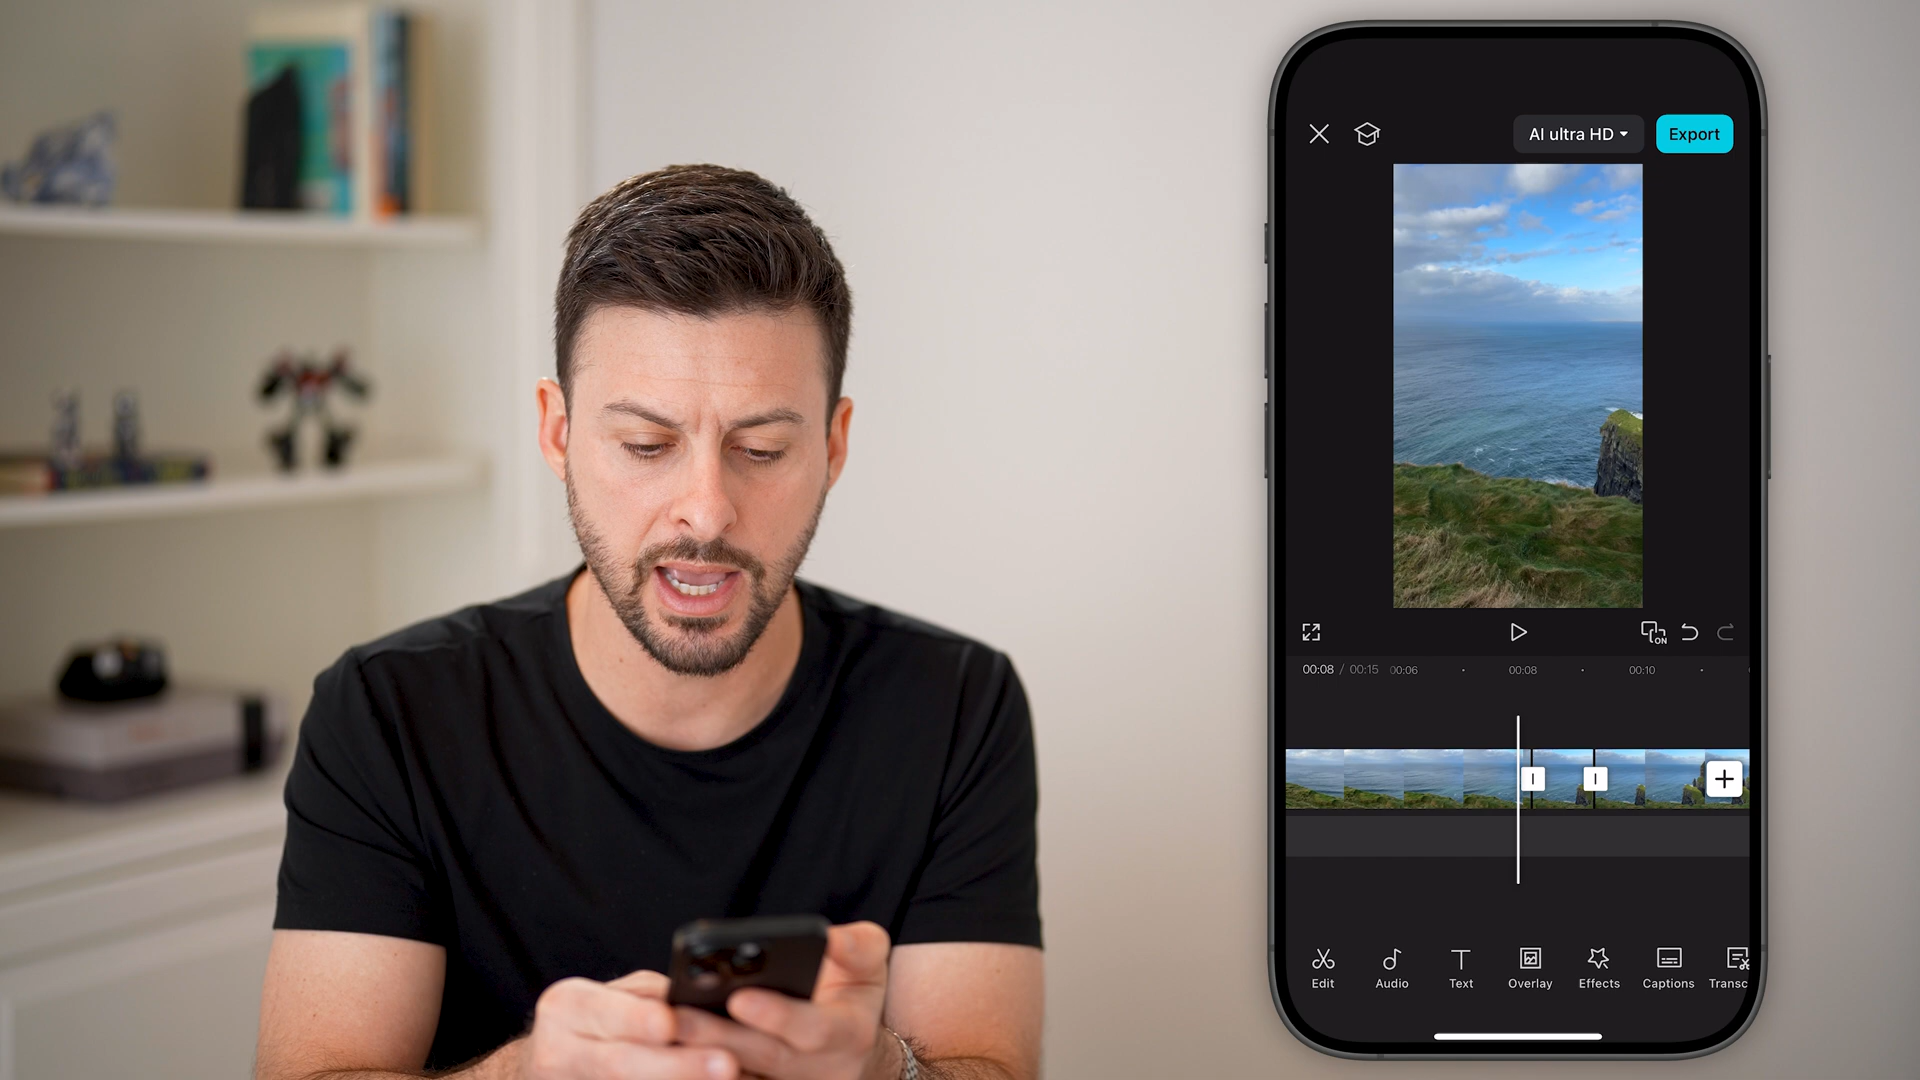 AI ultra HD
Export
ON
00:08 / 00:15 00:06 00:08 00:10
Edit Audio Text Overlay Effects Captions Transc